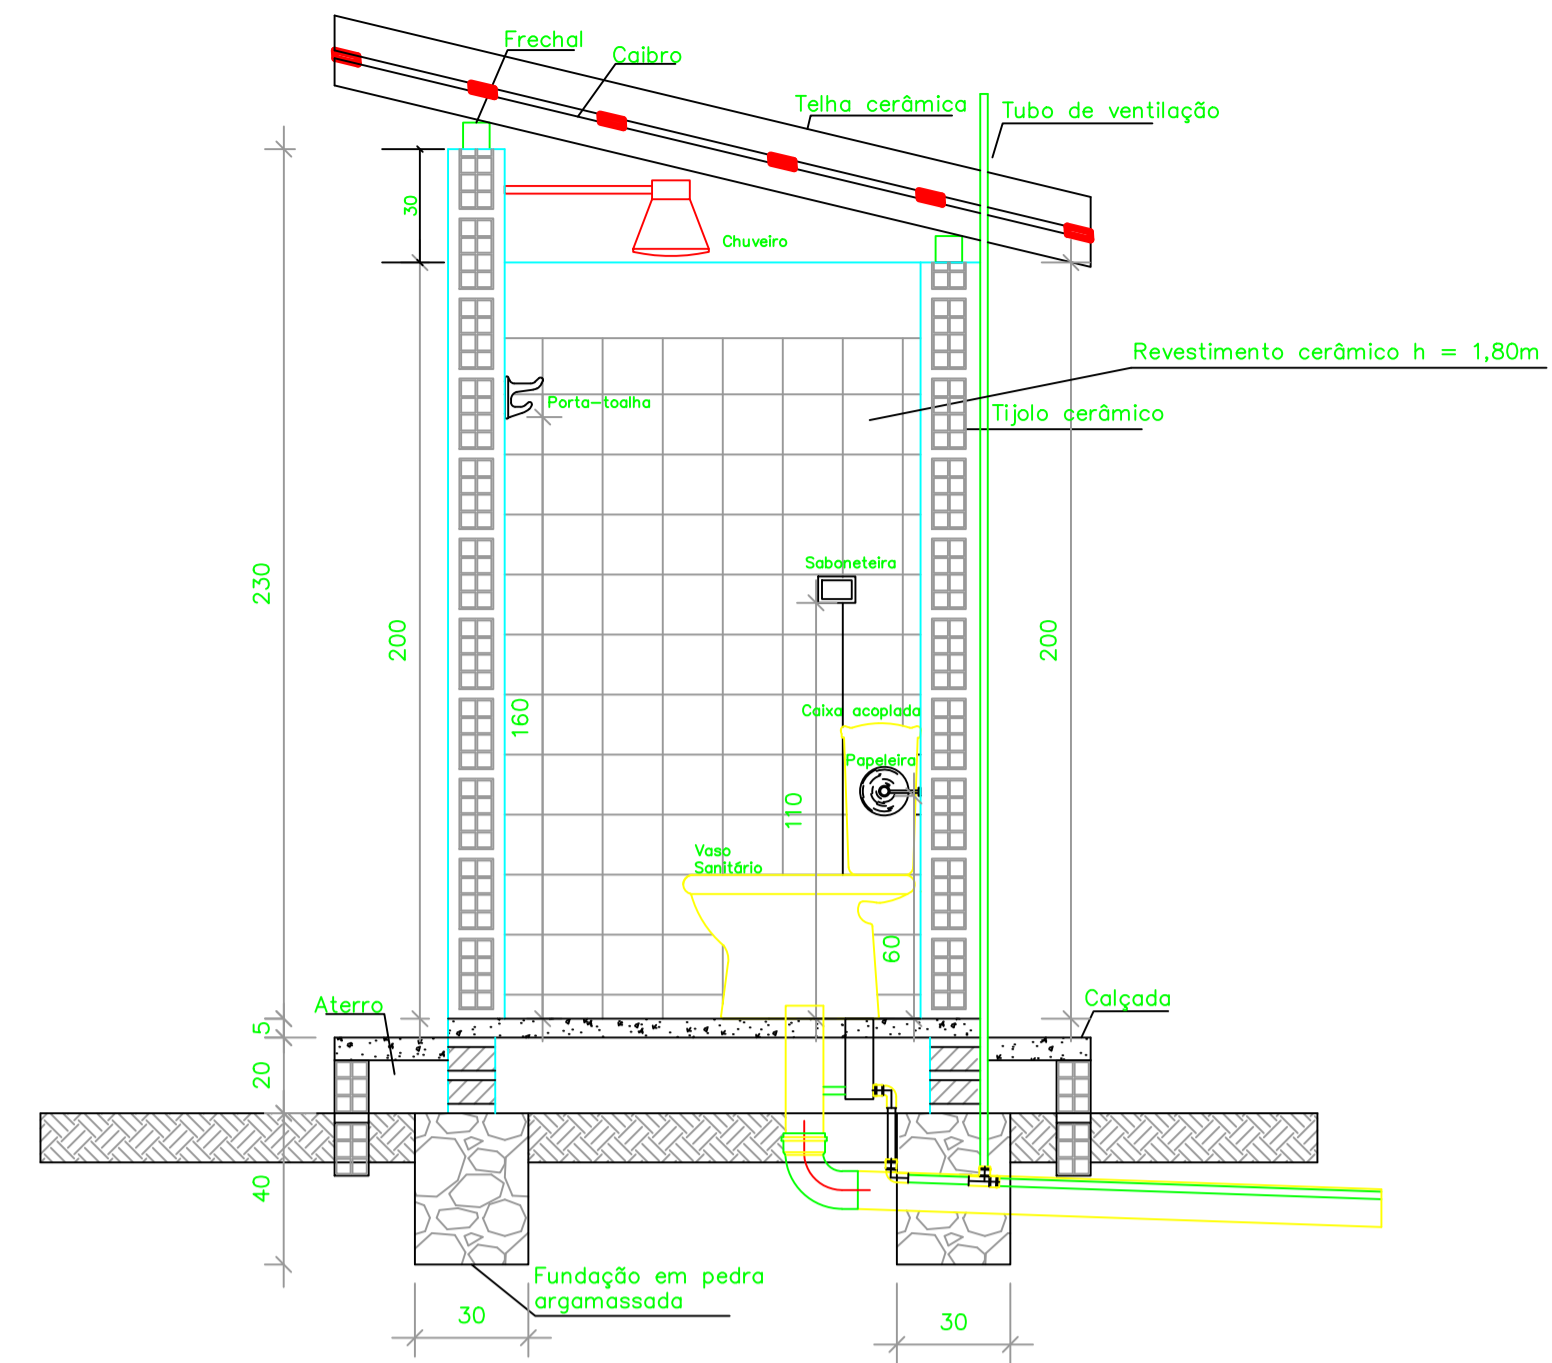 Frechal
Caibro
Telha cerâmica
Tubo de ventilação
30
Chuveiro
Revestimento cerâmico h = 1,80m
Porta-toalha
Tijolo cerâmico
Saboneteira
230
200
200
160
Caixa acoplada
Papeleira
110
Vaso
Sanitário
60
Aterro
Calçada
5
20
40
Fundação em pedra
argamassada
30
30